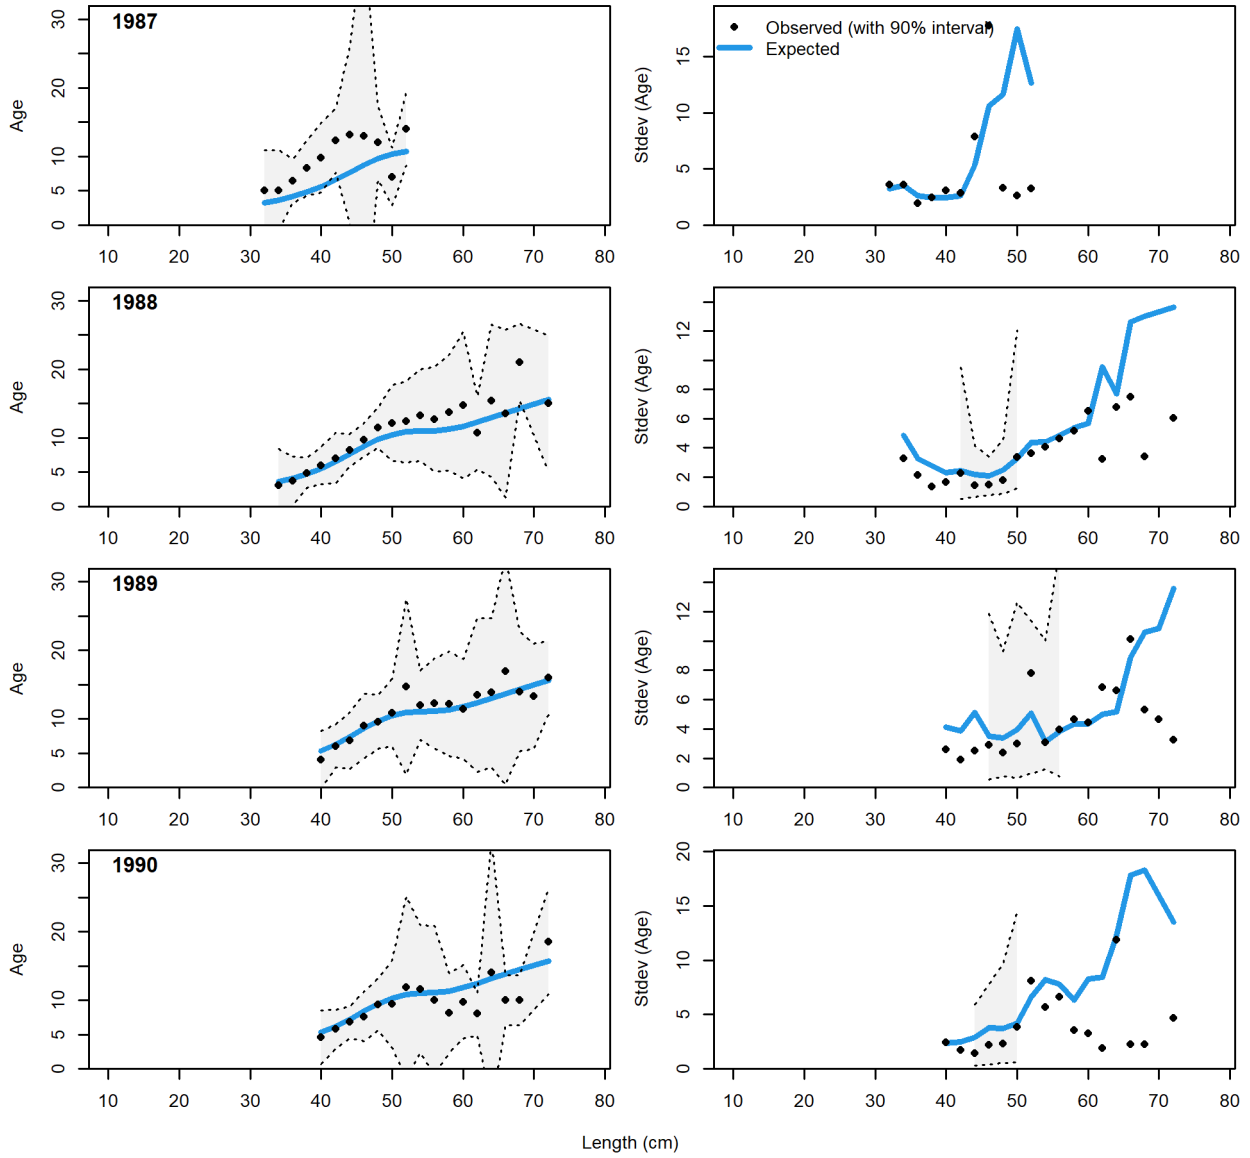 1987
Age
0 5 10 20 30
10 20 30 40 50 60 70 80
Observed (with 90% interval)
Expected
Stdev (Age)
0 5 10 15
10 20 30 40 50 60 70 80
1988
Age
0 5 10 20 30
10 20 30 40 50 60 70 80
Stdev (Age)
0 2 4 6 8 12
10 20 30 40 50 60 70 80
1989
Age
0 5 10 20 30
10 20 30 40 50 60 70 80
Stdev (Age)
0 2 4 6 8 12
10 20 30 40 50 60 70 80
1990
Age
0 5 10 20 30
10 20 30 40 50 60 70 80
Stdev (Age)
0 5 10 15 20
10 20 30 40 50 60 70 80
Length (cm)